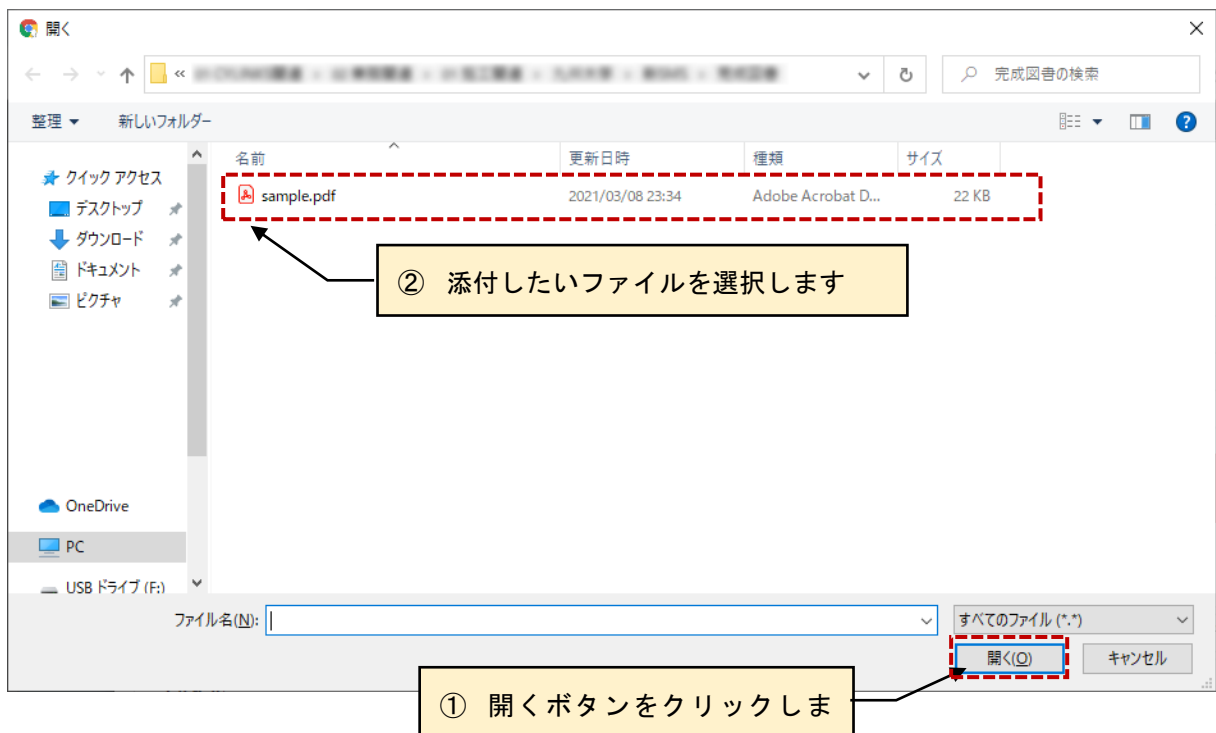 開く
完成図書の検索
整理 新しいフォルダー
名前 更新日時 種類 サイズ
クイック アクセス
sample.pdf 2021/03/08 23:34 Adobe Acrobat D... 22 KB
デスクトップ
ダウンロード
ドキュメント
ピクチャ
② 添付したいファイルを選択します
OneDrive
PC
USB ドライブ (F:)
ファイル名(N): すべてのファイル (*.*)
開く(O) キャンセル
① 開くボタンをクリックしま